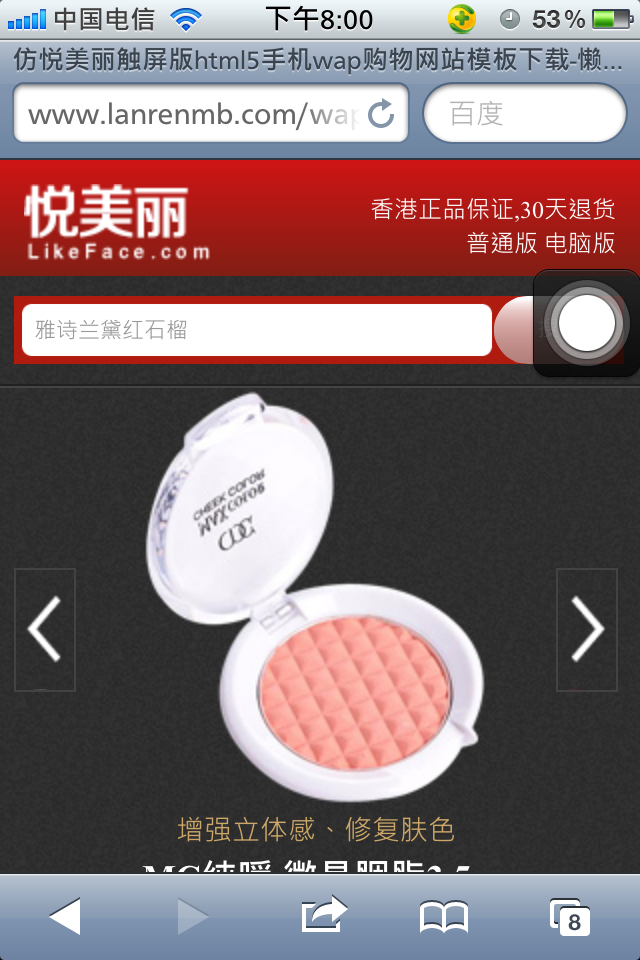 中国电信 下午8:00 53%
仿悦美丽触屏版html5手机wap购物网站模板下载-懒...
www.lanrenmb.com/wap 百度
悦美丽
LikeFace.com
香港正品保证,30天退货
普通版 电脑版
雅诗兰黛红石榴
CHEEK COLOR
MAX COLOR
增强立体感、修复肤色
8